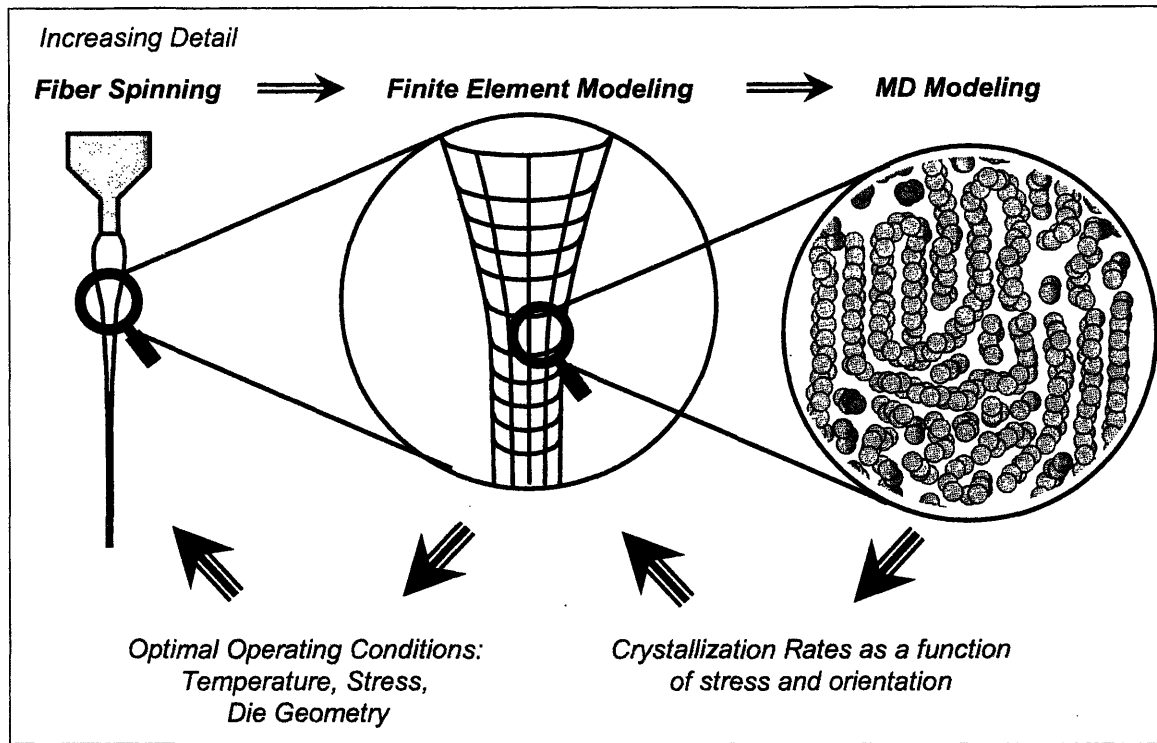 Increasing Detail
Fiber Spinning
Finite Element Modeling
MD Modeling
Optimal Operating Conditions:
Temperature, Stress,
Die Geometry
Crystallization Rates as a function
of stress and orientation